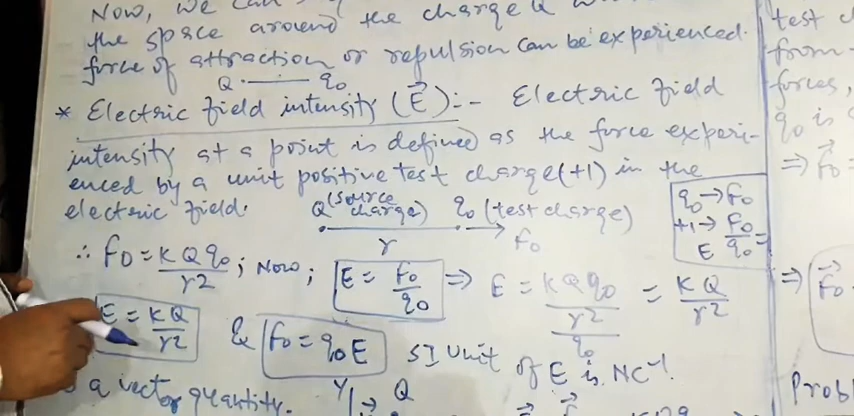 Now, we can
the space around the charge Q
force of attraction or repulsion can be experienced.
Q q₀
* Electric field intensity (E⃗):- Electric field
intensity at a point is defined as the force experi-
enced by a unit positive test charge (+1) in the
electric field.
Q (source charge) q₀ (test charge)
r F₀
q₀ → F₀
+1 → F₀/q₀ =
E
∴ F₀ = KQq₀/r2 ; Now; E = F₀/q₀ ⇒ E = KQq₀/r2/q₀ = KQ/r2
E = KQ/r2 & F₀ = q₀E SI Unit of E is NC⁻¹.
a vector quantity.
Y Q
test
from
forces,
q₀ is
⇒ F⃗₀ =
⇒ F⃗₀
Probl